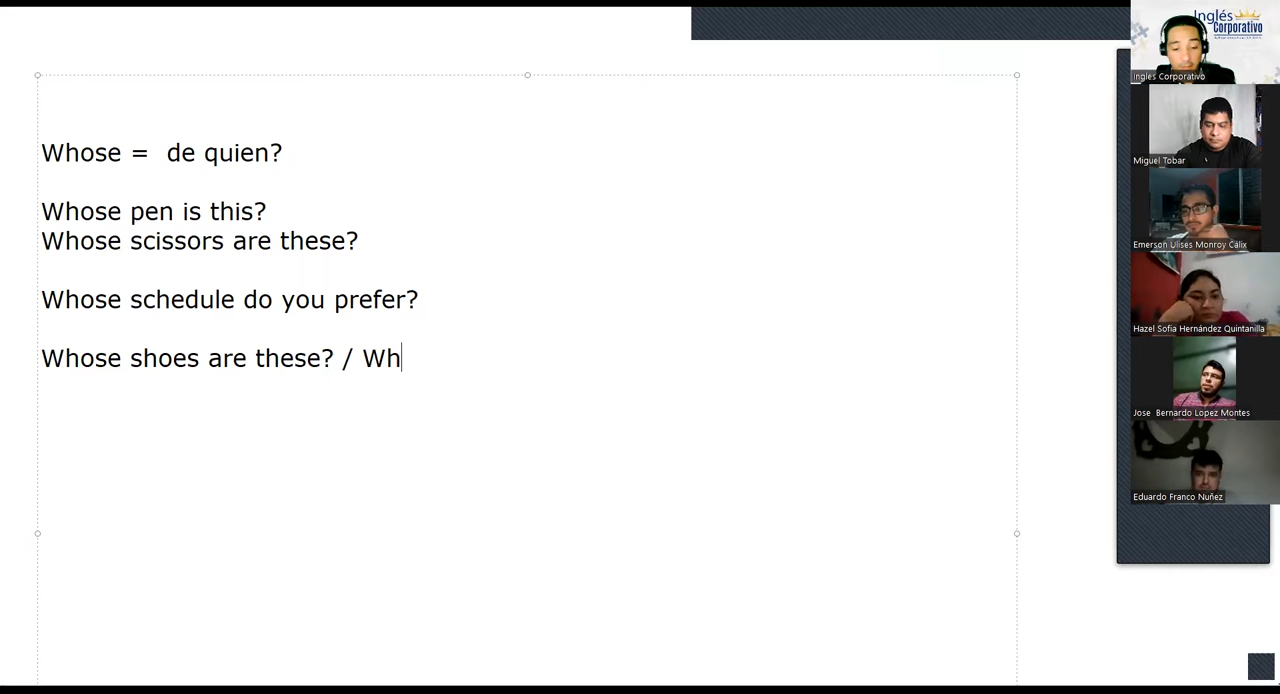 Whose =  de quien?
Whose pen is this?
Whose scissors are these?
Whose schedule do you prefer?
Whose shoes are these? / Wh
Inglés
Corporativo
Ingles Corporativo
Miguel Tobar
Emerson Ulises Monroy Cálix
Hazel Sofia Hernández Quintanilla
Jose Bernardo Lopez Montes
Eduardo Franco Nuñez